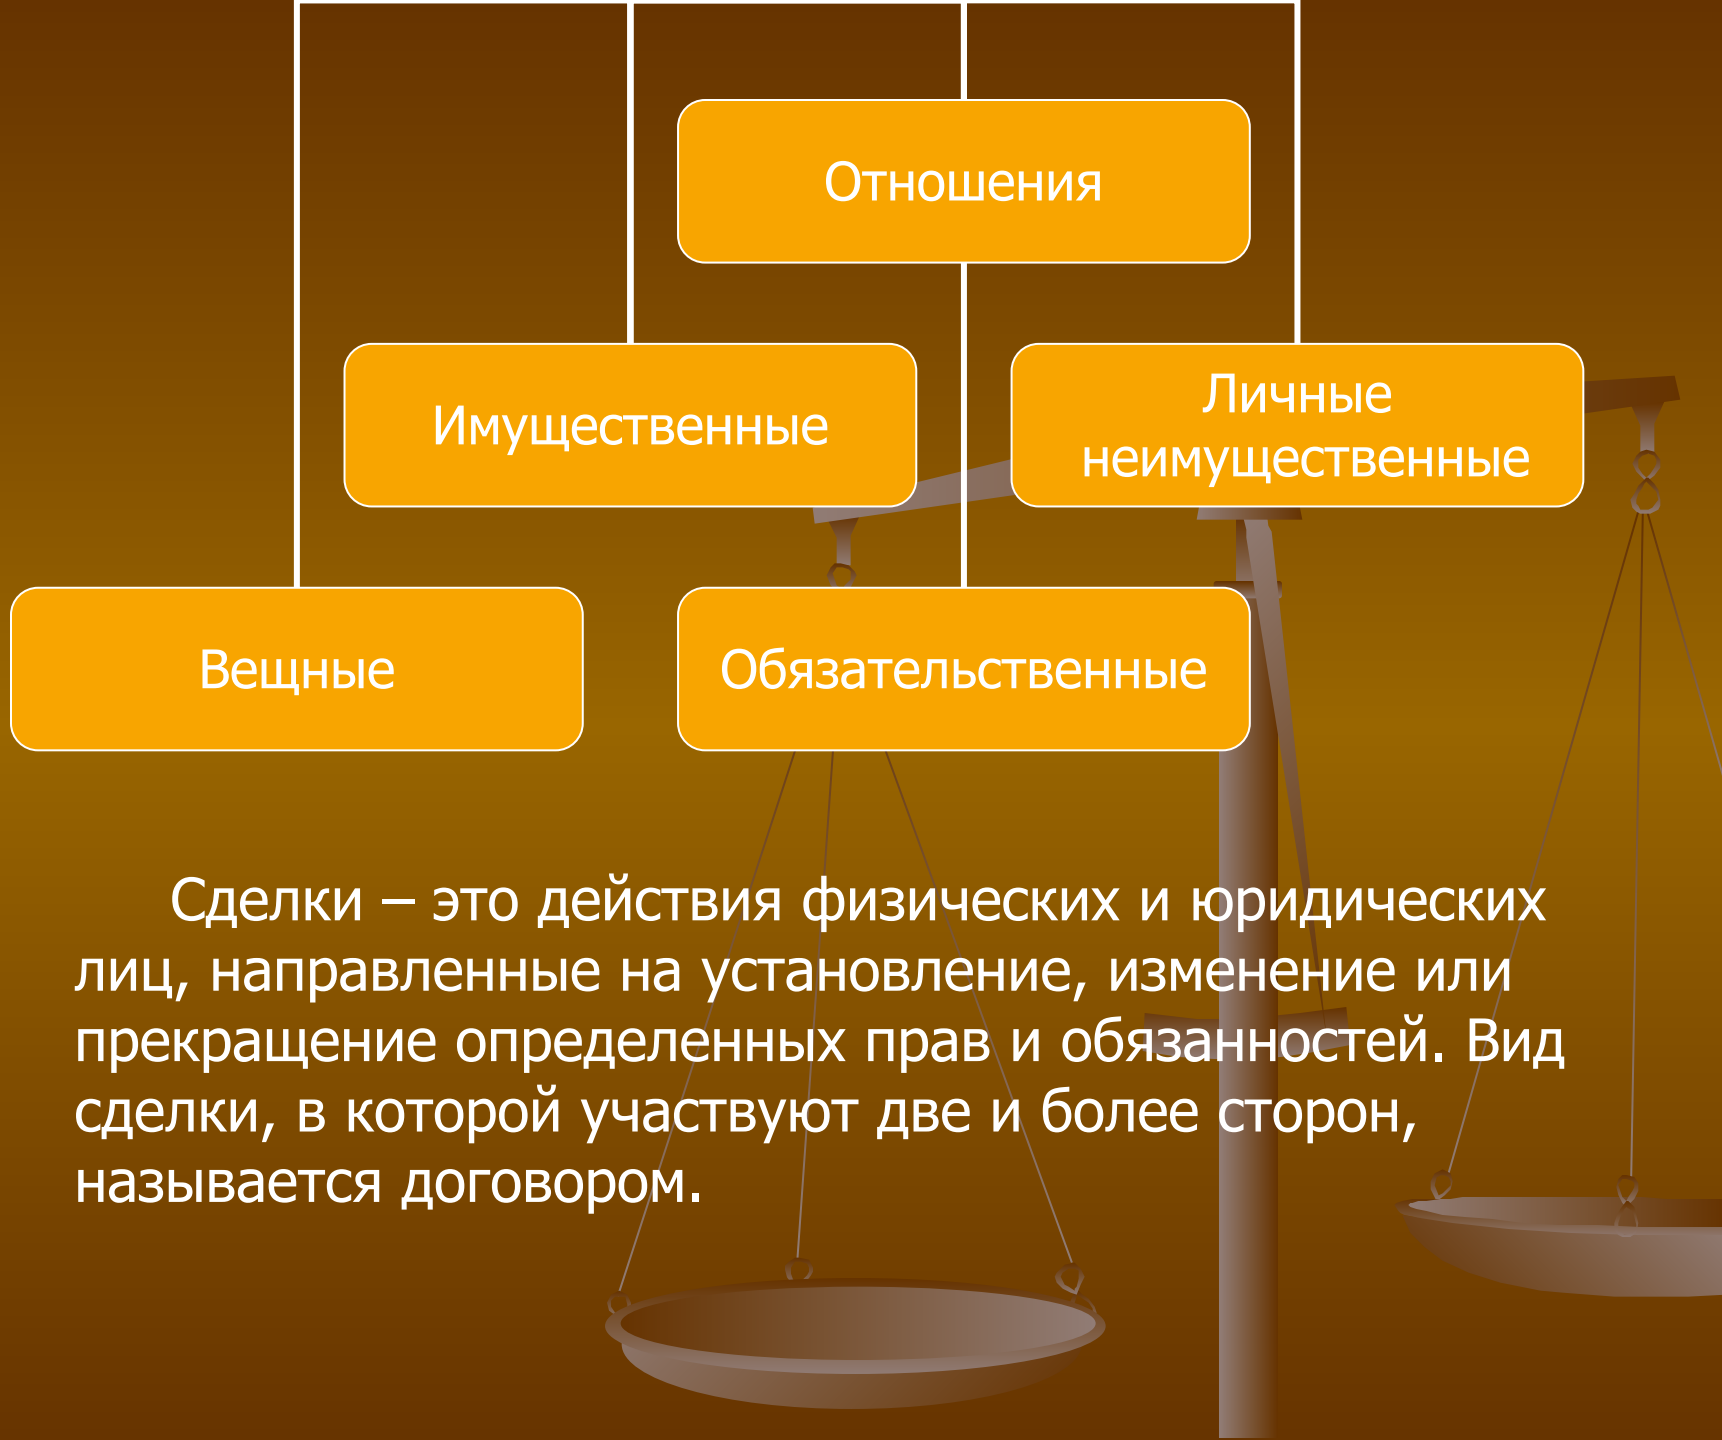 Отношения
Имущественные
Личные
неимущественные
Вещные
Обязательственные
Сделки – это действия физических и юридических
лиц, направленные на установление, изменение или
прекращение определенных прав и обязанностей. Вид
сделки, в которой участвуют две и более сторон,
называется договором.